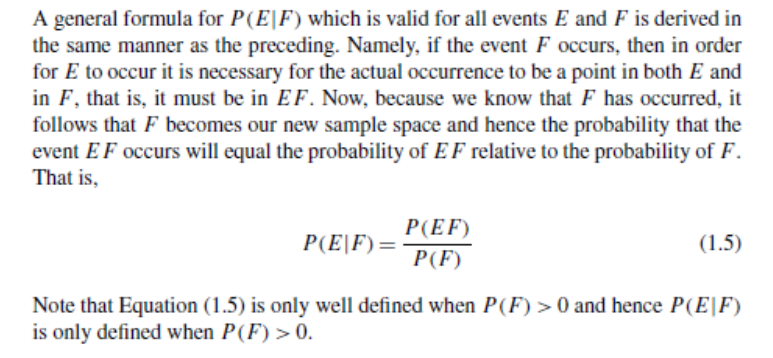 A general formula for P(E|F) which is valid for all events E and F is derived in
the same manner as the preceding. Namely, if the event F occurs, then in order
for E to occur it is necessary for the actual occurrence to be a point in both E and
in F, that is, it must be in EF. Now, because we know that F has occurred, it
follows that F becomes our new sample space and hence the probability that the
event EF occurs will equal the probability of EF relative to the probability of F.
That is,
P(E|F) = P(EF) / P(F) (1.5)
Note that Equation (1.5) is only well defined when P(F) > 0 and hence P(E|F)
is only defined when P(F) > 0.